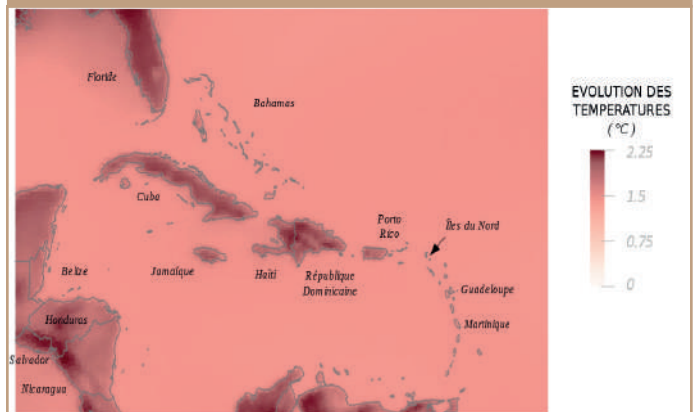 Floride
Bahamas
Cuba
Porto
Rico
Îles du Nord
Belize
Jamaïque
Haïti
République
Dominicaine
Guadeloupe
Honduras
Martinique
Salvador
Nicaragua
EVOLUTION DES
TEMPERATURES
(°C)
2.25
1.5
0.75
0